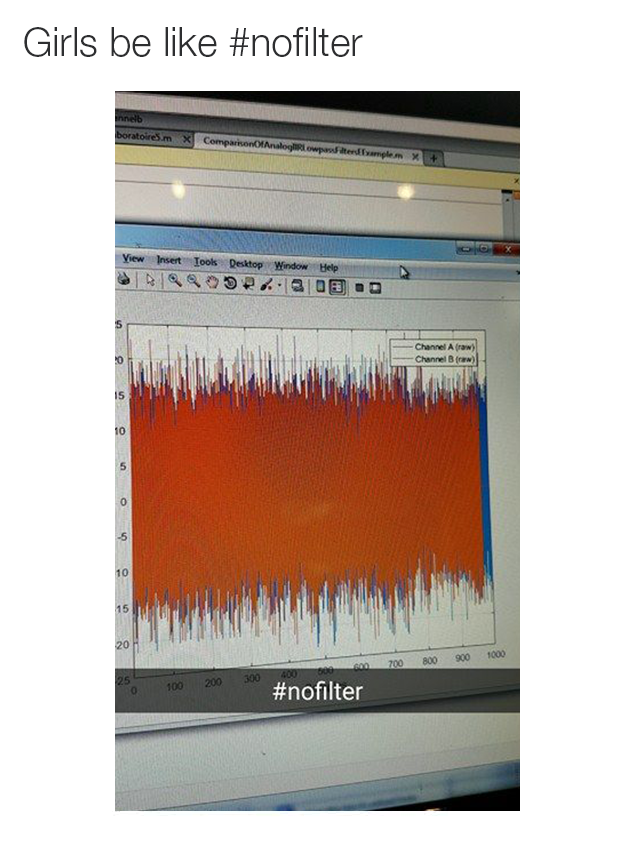 Girls be like #nofilter
annelb
boratoire5.m X ComparisonOfAnalogIIRLowpassFiltersExample.m X +
View Insert Tools Desktop Window Help
25
20
15
10
5
0
-5
10
15
20
25
Channel A (raw)
Channel B (raw)
0 100 200 300 400 500 600 700 800 900 1000
#nofilter